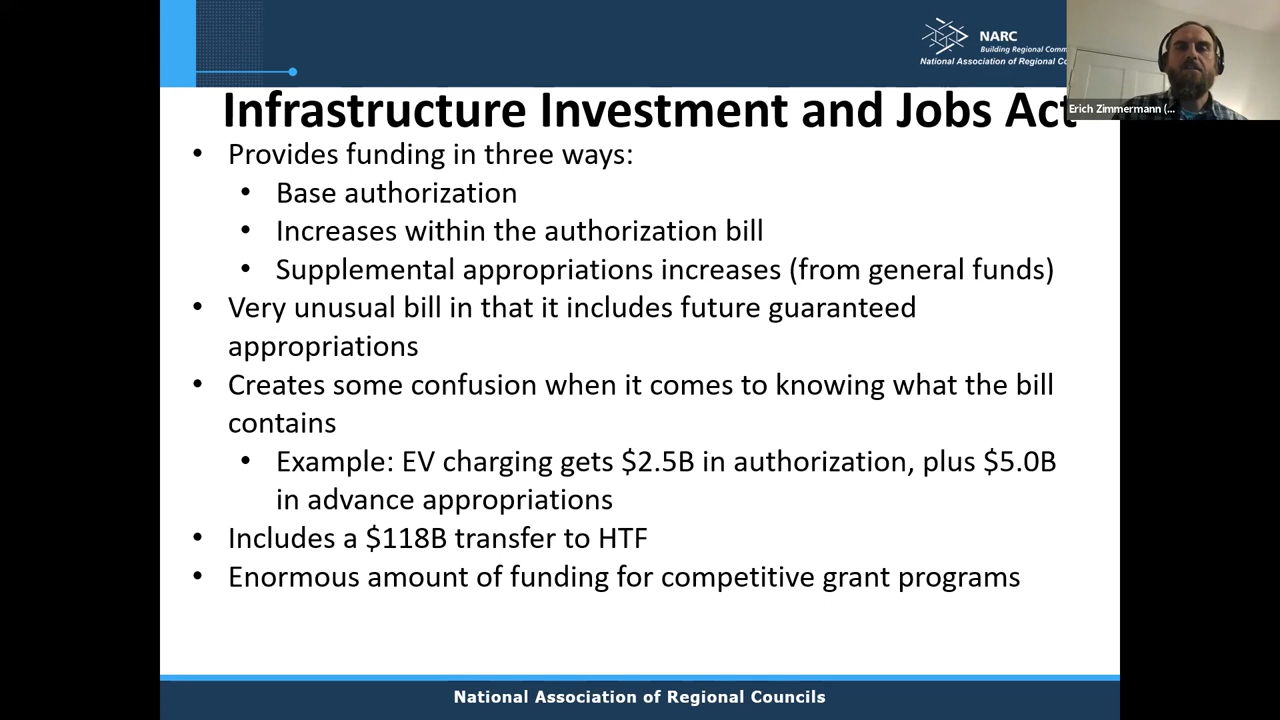 NARC
Building Regional Comm
National Association of Regional Co
Erich Zimmermann (...
Infrastructure Investment and Jobs Act
• Provides funding in three ways:
• Base authorization
• Increases within the authorization bill
• Supplemental appropriations increases (from general funds)
• Very unusual bill in that it includes future guaranteed
appropriations
• Creates some confusion when it comes to knowing what the bill
contains
• Example: EV charging gets $2.5B in authorization, plus $5.0B
in advance appropriations
• Includes a $118B transfer to HTF
• Enormous amount of funding for competitive grant programs
National Association of Regional Councils